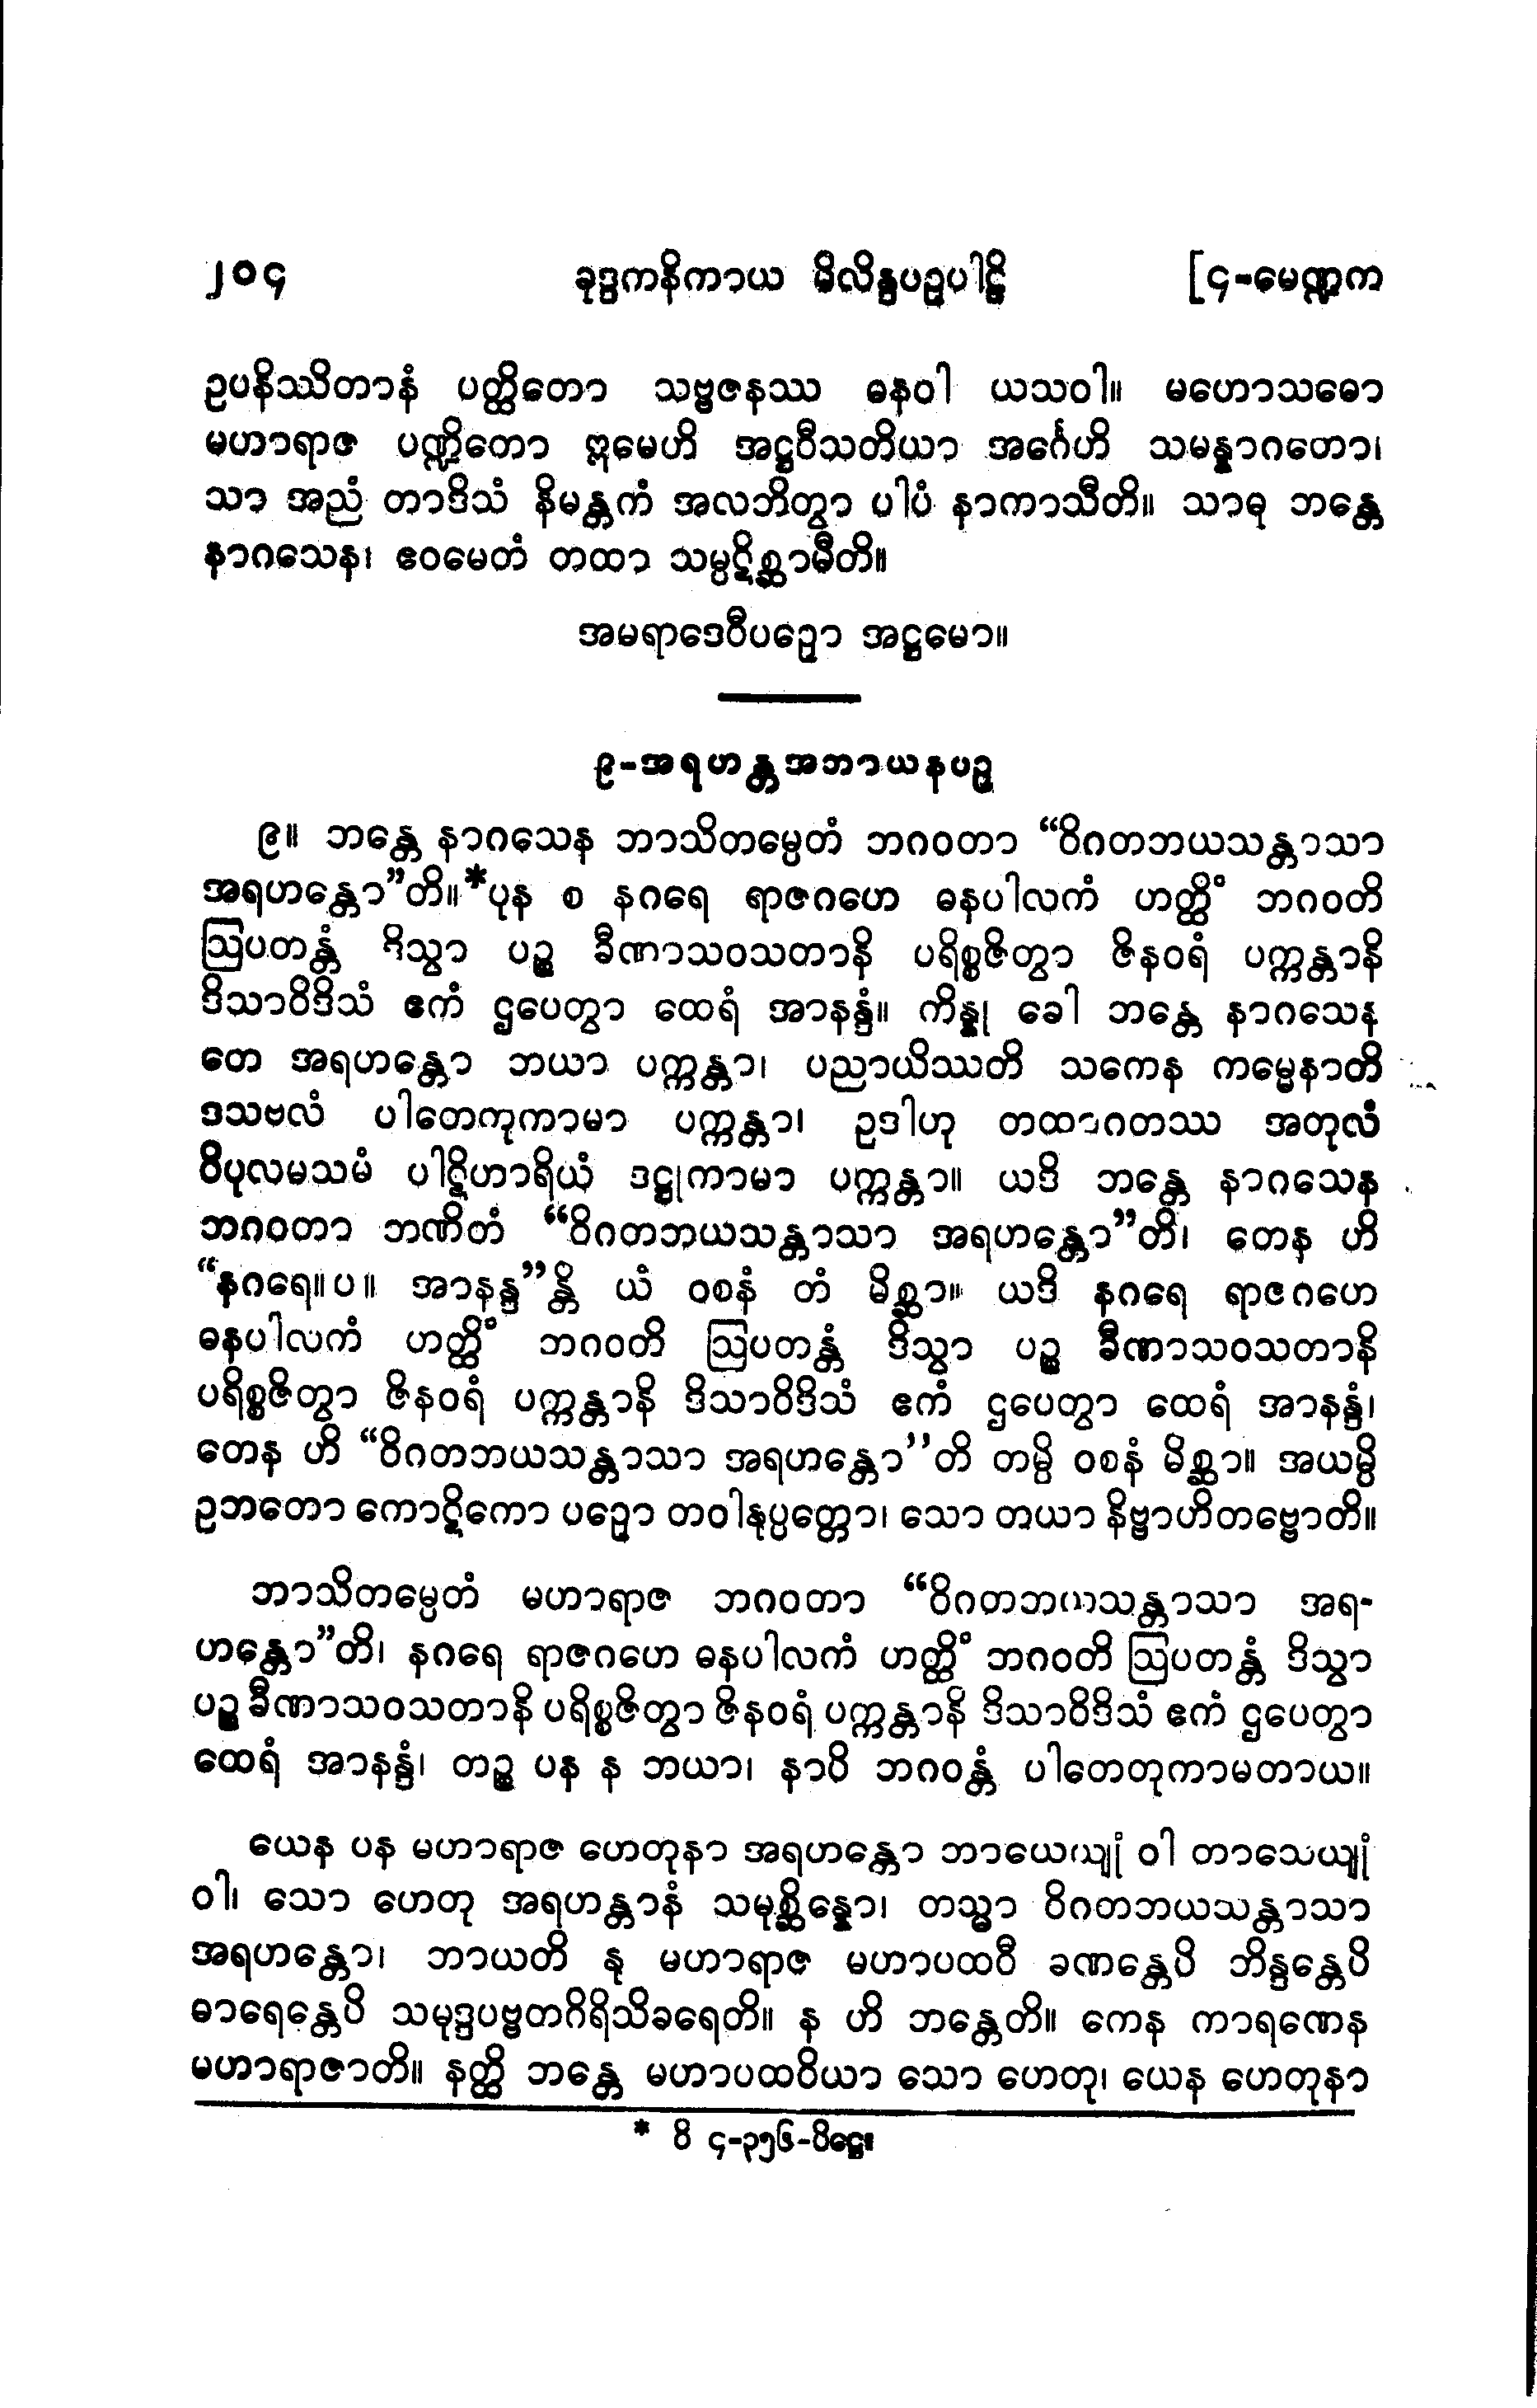 ၂၀၄ ခုဒ္ဒကနိကာယ မိလိန္ဒပဉှပါဠိ [၄-မေဏ္ဍက
ဥပနိဿိတာနံ ပတ္ထိတော သဗ္ဗဇနဿ ဓနဝါ ယသဝါ။ မဟောသဓော
မဟာရာဇ ပဏ္ဍိတော ဣမေဟိ အဋ္ဌဝီသတိယာ အင်္ဂေဟိ သမန္နာဂတော၊
သာ အညံ တာဒိသံ နိမန္တကံ အလဘိတွာ ပါပံ နာကာသီတိ။ သာဓု ဘန္တေ
နာဂသေန၊ ဧဝမေတံ တထာ သမ္ပဋိစ္ဆာမီတိ။
အမရာဒေဝီပဉှော အဋ္ဌမော။
၉-အရဟန္တအဘာယနပဉှ
၉။ ဘန္တေ နာဂသေန ဘာသိတမ္ပေတံ ဘဂဝတာ “ဝိဂတဘယသန္တာသာ
အရဟန္တော”တိ။*ပုန စ နဂရေ ရာဇဂဟေ ဓနပါလကံ ဟတ္ထိံ ဘဂဝတိ
ဩပတန္တံ ဒိသွာ ပဉ္စ ခီဏာသဝသတာနိ ပရိစ္စဇိတွာ ဇိနဝရံ ပက္ကန္တာနိ
ဒိသာဝိဒိသံ ဧကံ ဌပေတွာ ထေရံ အာနန္ဒံ။ ကိန္နု ခေါ ဘန္တေ နာဂသေန
တေ အရဟန္တော ဘယာ ပက္ကန္တာ၊ ပညာယိဿတိ သကေန ကမ္မေနာတိ
ဒသဗလံ ပါတေတုကာမာ ပက္ကန္တာ၊ ဥဒါဟု တထာဂတဿ အတုလံ
ဝိပုလမသမံ ပါဋိဟာရိယံ ဒဋ္ဌုကာမာ ပက္ကန္တာ။ ယဒိ ဘန္တေ နာဂသေန
ဘဂဝတာ ဘဏိတံ “ဝိဂတဘယသန္တာသာ အရဟန္တော”တိ၊ တေန ဟိ
“နဂရေ။ပ။ အာနန္ဒ”န္တိ ယံ ဝစနံ တံ မိစ္ဆာ။ ယဒိ နဂရေ ရာဇဂဟေ
ဓနပါလကံ ဟတ္ထိံ ဘဂဝတိ ဩပတန္တံ ဒိသွာ ပဉ္စ ခီဏာသဝသတာနိ
ပရိစ္စဇိတွာ ဇိနဝရံ ပက္ကန္တာနိ ဒိသာဝိဒိသံ ဧကံ ဌပေတွာ ထေရံ အာနန္ဒံ၊
တေန ဟိ “ဝိဂတဘယသန္တာသာ အရဟန္တော’’တိ တမ္ပိ ဝစနံ မိစ္ဆာ။ အယမ္ပိ
ဥဘတော ကောဋိကော ပဉှော တဝါနုပ္ပတ္တော၊ သော တယာ နိဗ္ဗာဟိတဗ္ဗောတိ။
ဘာသိတမ္ပေတံ မဟာရာဇ ဘဂဝတာ “ဝိဂတဘယသန္တာသာ အရ-
ဟန္တော”တိ၊ နဂရေ ရာဇဂဟေ ဓနပါလကံ ဟတ္ထိံ ဘဂဝတိ ဩပတန္တံ ဒိသွာ
ပဉ္စ ခီဏာသဝသတာနိ ပရိစ္စဇိတွာ ဇိနဝရံ ပက္ကန္တာနိ ဒိသာဝိဒိသံ ဧကံ ဌပေတွာ
ထေရံ အာနန္ဒံ၊ တဉ္စ ပန န ဘယာ၊ နာပိ ဘဂဝန္တံ ပါတေတုကာမတာယ။
ယေန ပန မဟာရာဇ ဟေတုနာ အရဟန္တော ဘာယေယျုံ ဝါ တာသေယျုံ
ဝါ၊ သော ဟေတု အရဟန္တာနံ သမုစ္ဆိန္နော၊ တသ္မာ ဝိဂတဘယသန္တာသာ
အရဟန္တော၊ ဘာယတိ နု မဟာရာဇ မဟာပထဝီ ခဏန္တေပိ ဘိန္ဒန္တေပိ
ဓာရေန္တေပိ သမုဒ္ဒပဗ္ဗတဂိရိသိခရေတိ။ န ဟိ ဘန္တေတိ။ ကေန ကာရဏေန
မဟာရာဇာတိ။ နတ္ထိ ဘန္တေ မဟာပထဝိယာ သော ဟေတု၊ ယေန ဟေတုနာ
* ဝိ ၄-၃၅၆-ပိဋ္ဌေ။